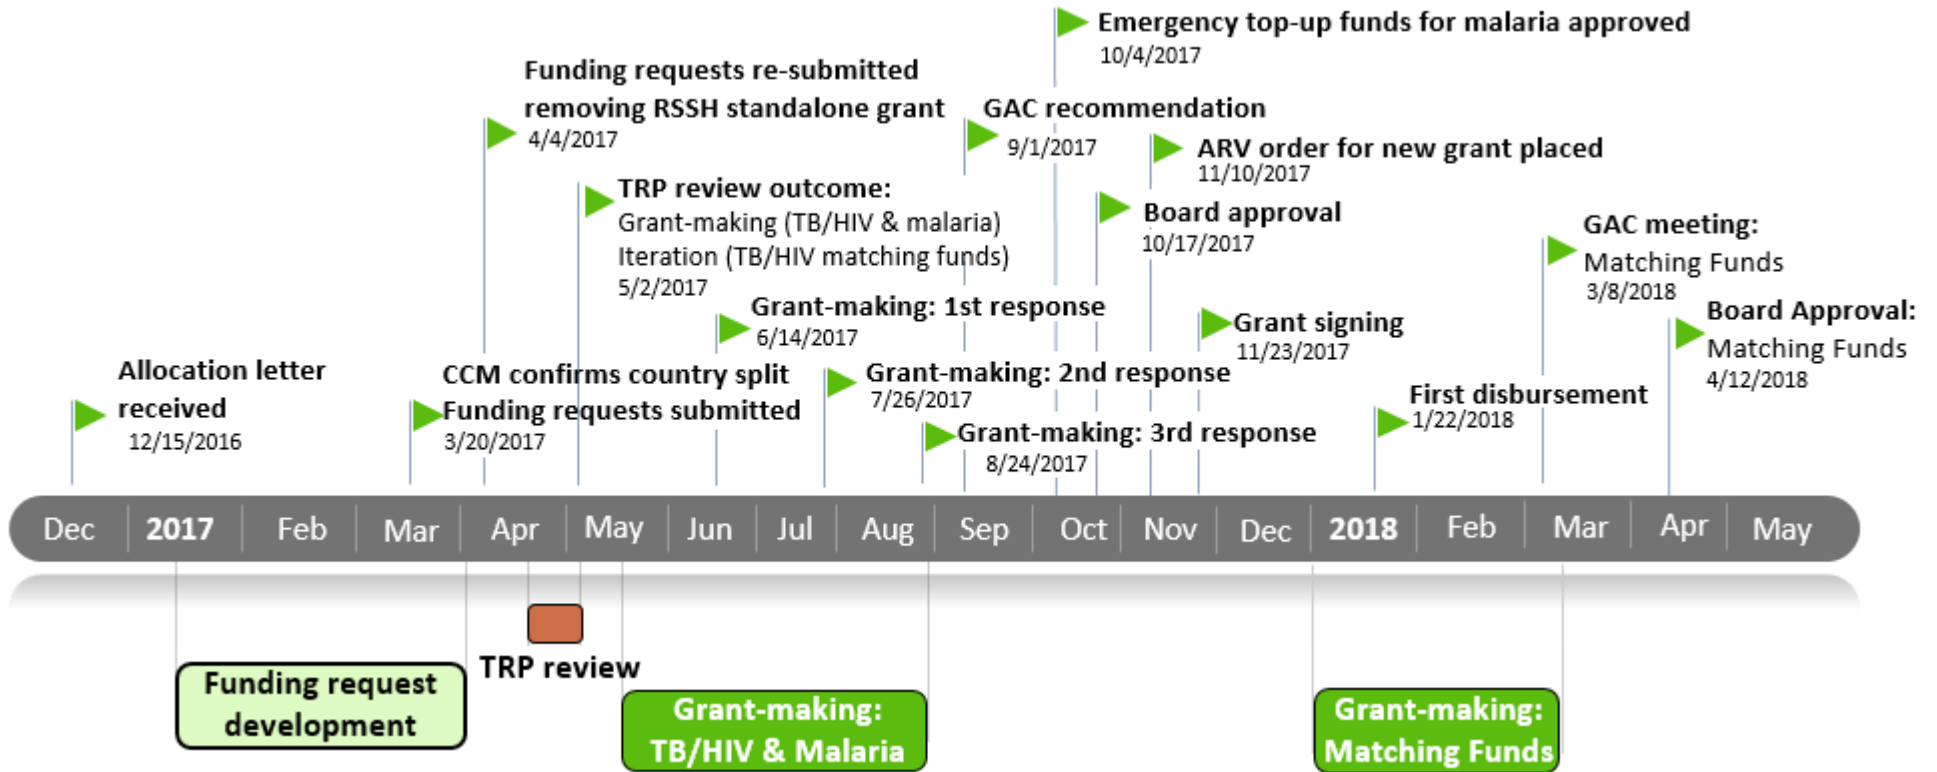 Emergency top-up funds for malaria approved
10/4/2017
Funding requests re-submitted
removing RSSH standalone grant
4/4/2017
GAC recommendation
9/1/2017
ARV order for new grant placed
11/10/2017
TRP review outcome:
Grant-making (TB/HIV & malaria)
Iteration (TB/HIV matching funds)
5/2/2017
Board approval
10/17/2017
GAC meeting:
Matching Funds
3/8/2018
Grant-making: 1st response
6/14/2017
Grant signing
11/23/2017
Board Approval:
Matching Funds
4/12/2018
Allocation letter
received
12/15/2016
CCM confirms country split
Funding requests submitted
3/20/2017
Grant-making: 2nd response
7/26/2017
Grant-making: 3rd response
8/24/2017
First disbursement
1/22/2018
Dec 2017 Feb Mar Apr May Jun Jul Aug Sep Oct Nov Dec 2018 Feb Mar Apr May
TRP review
Funding request
development
Grant-making:
TB/HIV & Malaria
Grant-making:
Matching Funds